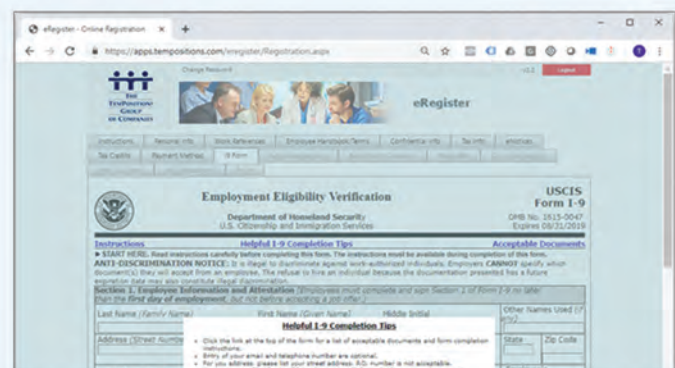 eRegister - Online Registration
https://apps.tempositions.com/eregister/Registration.aspx
Change Password
Logout
THE
TEMPOSITIONS
GROUP
OF COMPANIES
eRegister
Instructions Personal Info Work References Employee Handbook/Terms Confidential Info Tax Info eNotices
Tax Credits Payment Method I9 Form
Employment Eligibility Verification
Department of Homeland Security
U.S. Citizenship and Immigration Services
USCIS
Form I-9
OMB No. 1615-0047
Expires 08/31/2019
Instructions Helpful I-9 Completion Tips Acceptable Documents
► START HERE. Read instructions carefully before completing this form. The instructions must be available during completion of this form.
ANTI-DISCRIMINATION NOTICE: It is illegal to discriminate against work-authorized individuals. Employers CANNOT specify which
document(s) they will accept from an employee. The refusal to hire an individual because the documentation presented has a future
expiration date may also constitute illegal discrimination.
Section 1. Employee Information and Attestation (Employees must complete and sign Section 1 of Form I-9 no later
than the first day of employment, but not before accepting a job offer.)
Last Name (Family Name) First Name (Given Name) Middle Initial Other Names Used (if
any)
Address (Street Number State Zip Code
Helpful I-9 Completion Tips
• Click the link at the top of the form for a list of acceptable documents and form completion
instructions.
• Entry of your email and telephone number are optional.
• For you address, please list your street address. P.O. number is not acceptable.